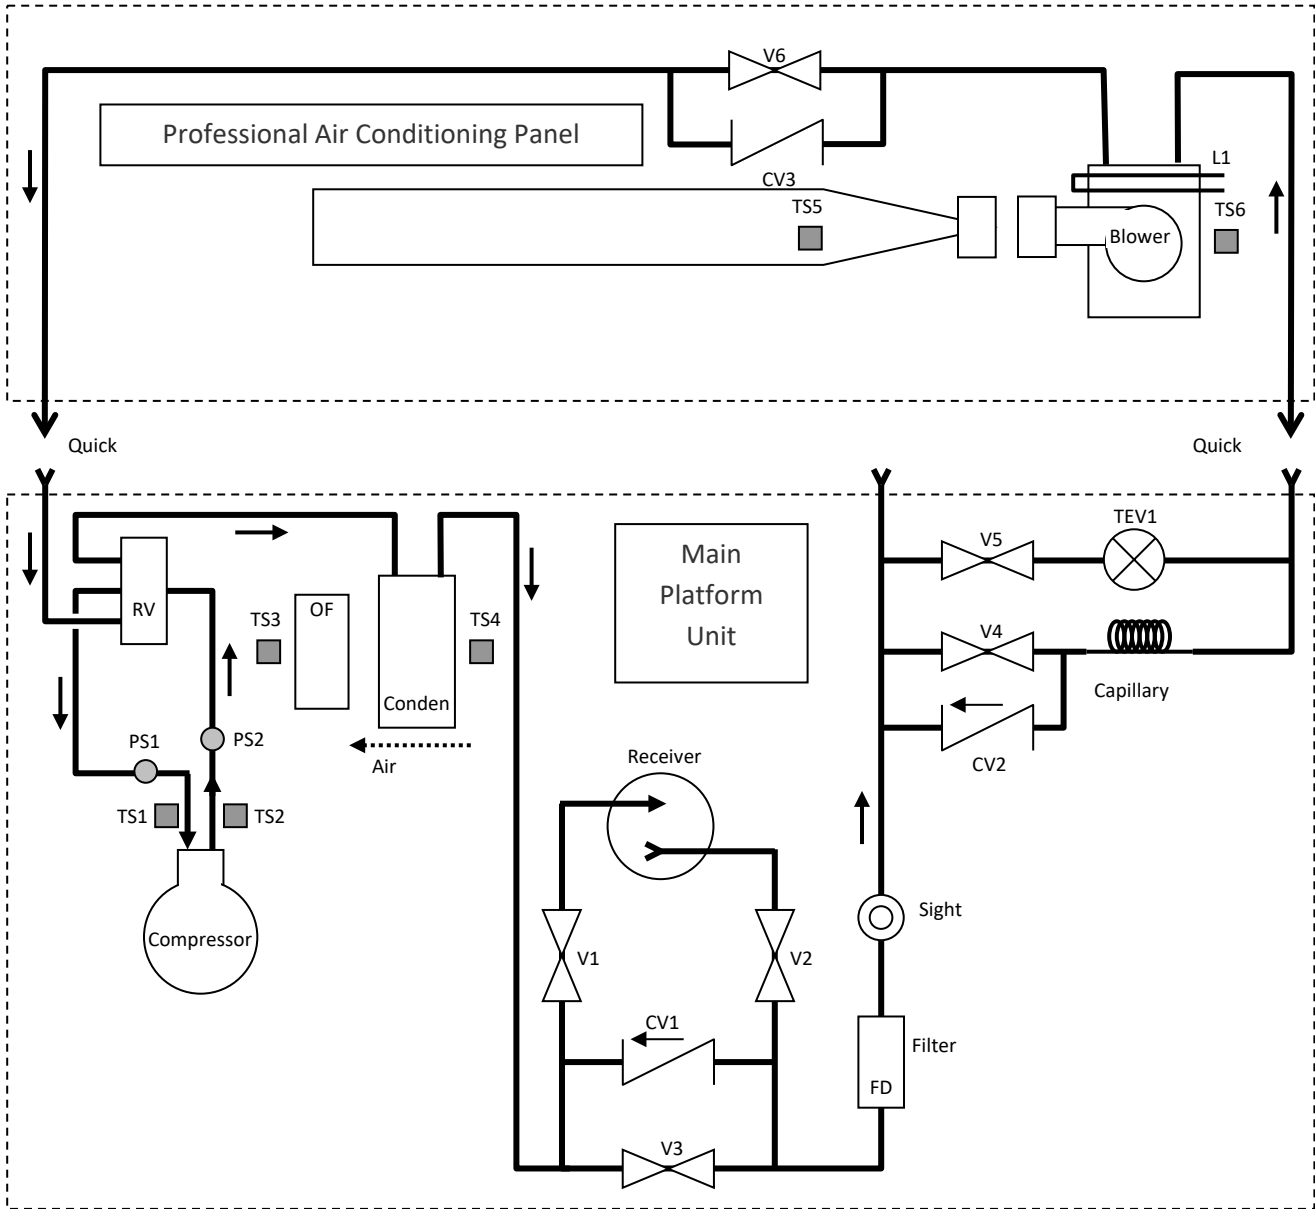 V6
Professional Air Conditioning Panel
CV3
L1
TS5
TS6
Blower
Quick
Quick
TEV1
V5
Main
Platform
Unit
RV
OF
TS3
TS4
V4
Conden
Capillary
PS1
PS2
Air
CV2
Receiver
TS1
TS2
Sight
Compressor
V1
V2
CV1
Filter
FD
V3